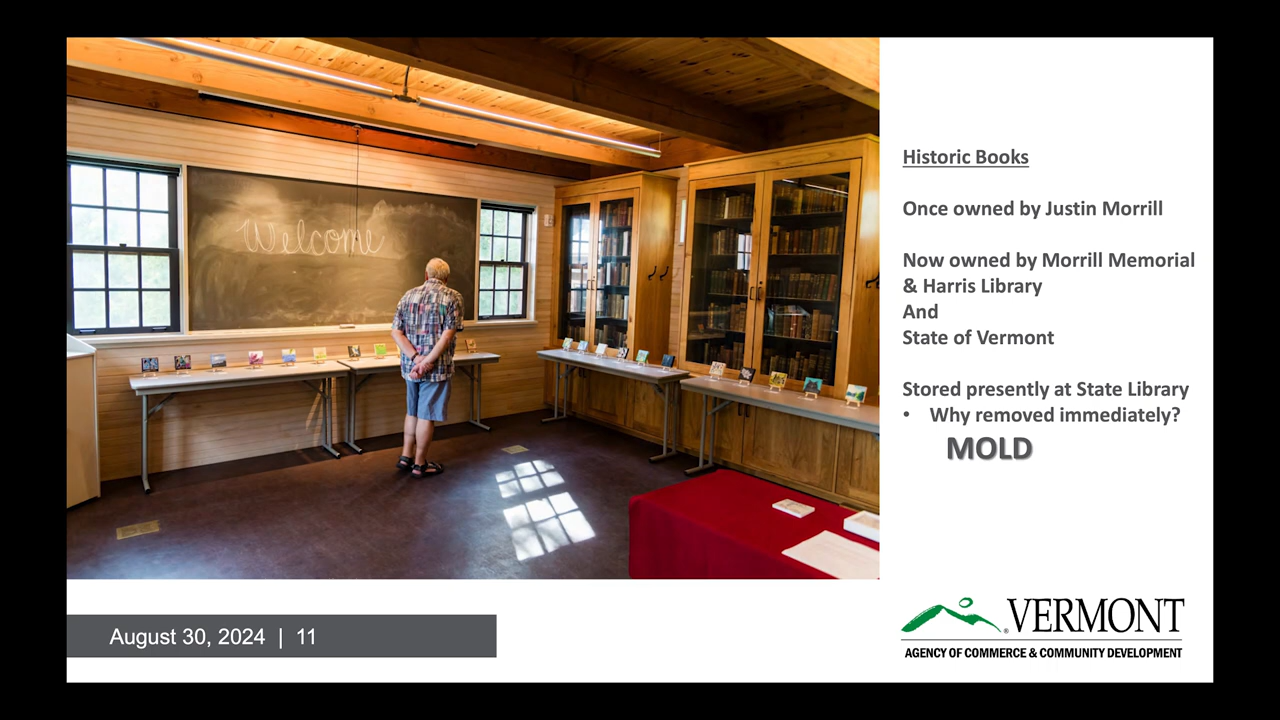 Welcome
Historic Books
Once owned by Justin Morrill
Now owned by Morrill Memorial
& Harris Library
And
State of Vermont
Stored presently at State Library
• Why removed immediately?
MOLD
August 30, 2024 | 11
VERMONT
AGENCY OF COMMERCE & COMMUNITY DEVELOPMENT